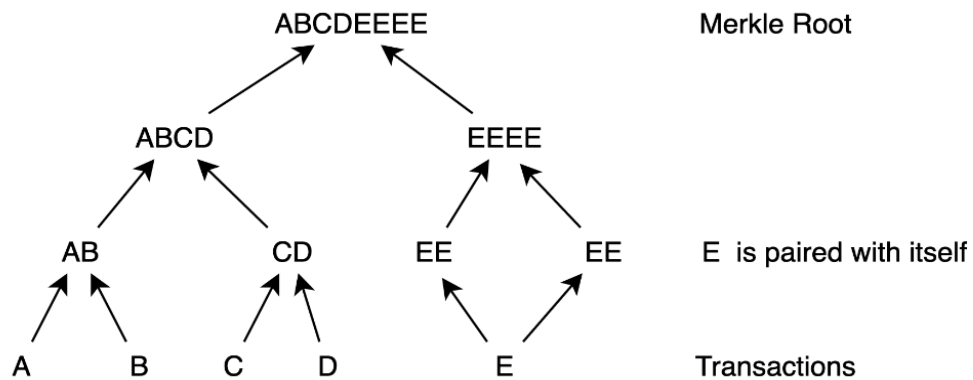 ABCDEEEE Merkle Root
ABCD EEEE
AB CD EE EE E is paired with itself
A B C D E Transactions